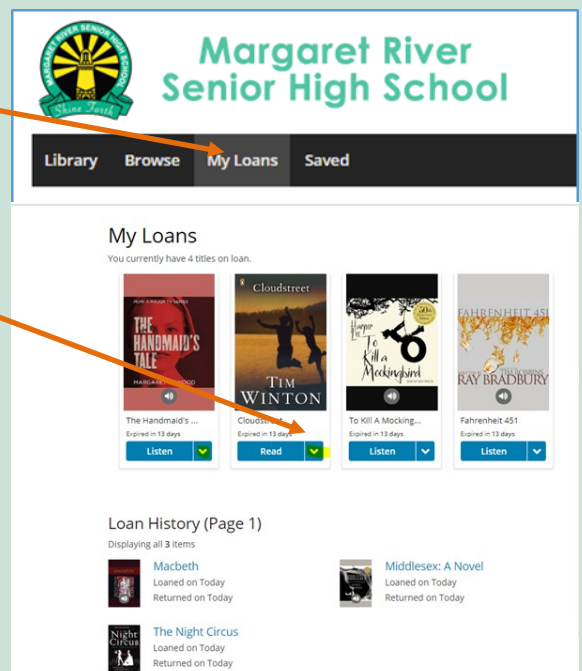 MARGARET RIVER SENIOR HIGH SCHOOL
Shine Forth
Margaret River
Senior High School
Library Browse My Loans Saved
My Loans
You currently have 4 titles on loan.
THE
HANDMAID'S
TALE
Cloudstreet
TIM
WINTON
Harper
To
Kill a
Mockingbird
FAHRENHEIT 451
TIM ROBBINS
RAY BRADBURY
The Handmaid's ...
Expired in 13 days
Listen
Expired in 13 days
Read
To Kill A Mocking...
Expired in 13 days
Listen
Fahrenheit 451
Expired in 13 days
Listen
Loan History (Page 1)
Displaying all 3 items
Macbeth
Loaned on Today
Returned on Today
Middlesex: A Novel
Loaned on Today
Returned on Today
Night
Circus
The Night Circus
Loaned on Today
Returned on Today